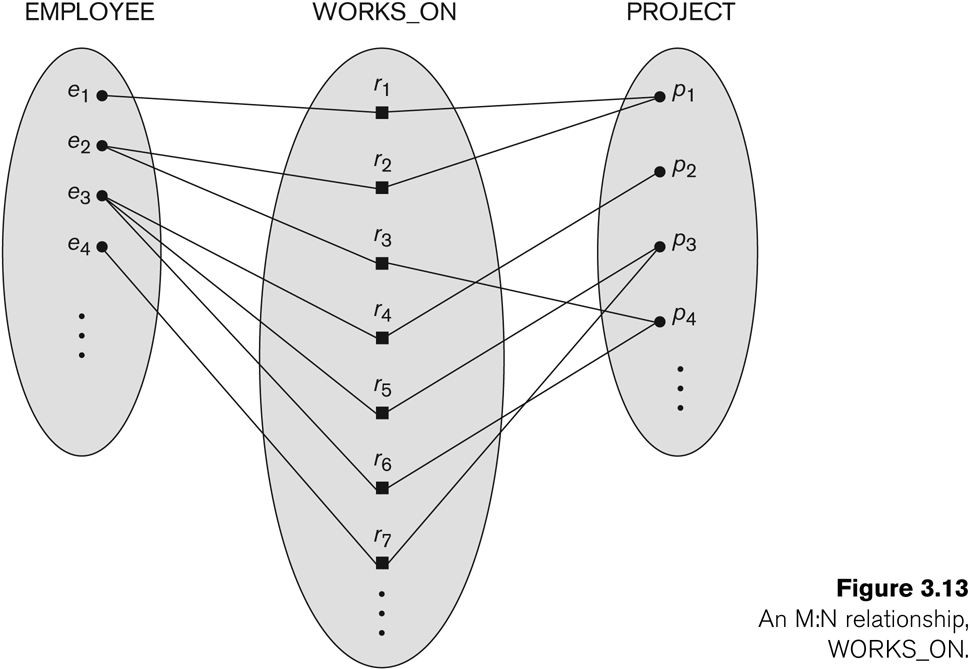 EMPLOYEE WORKS_ON PROJECT
e1 r1 p1
e2 r2 p2
e3 r3 p3
e4 r4 p4
r5
r6
r7
Figure 3.13
An M:N relationship,
WORKS_ON.